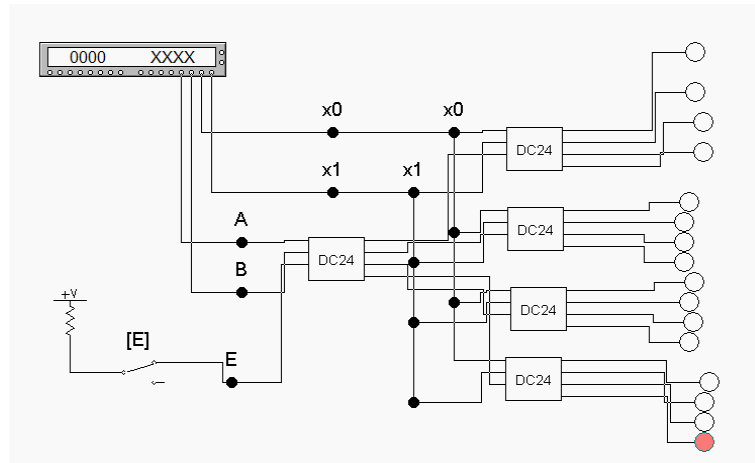 0000 XXXX
x0 x0
DC24
x1 x1
A
DC24
B
DC24
+V
DC24
[E]
E
DC24